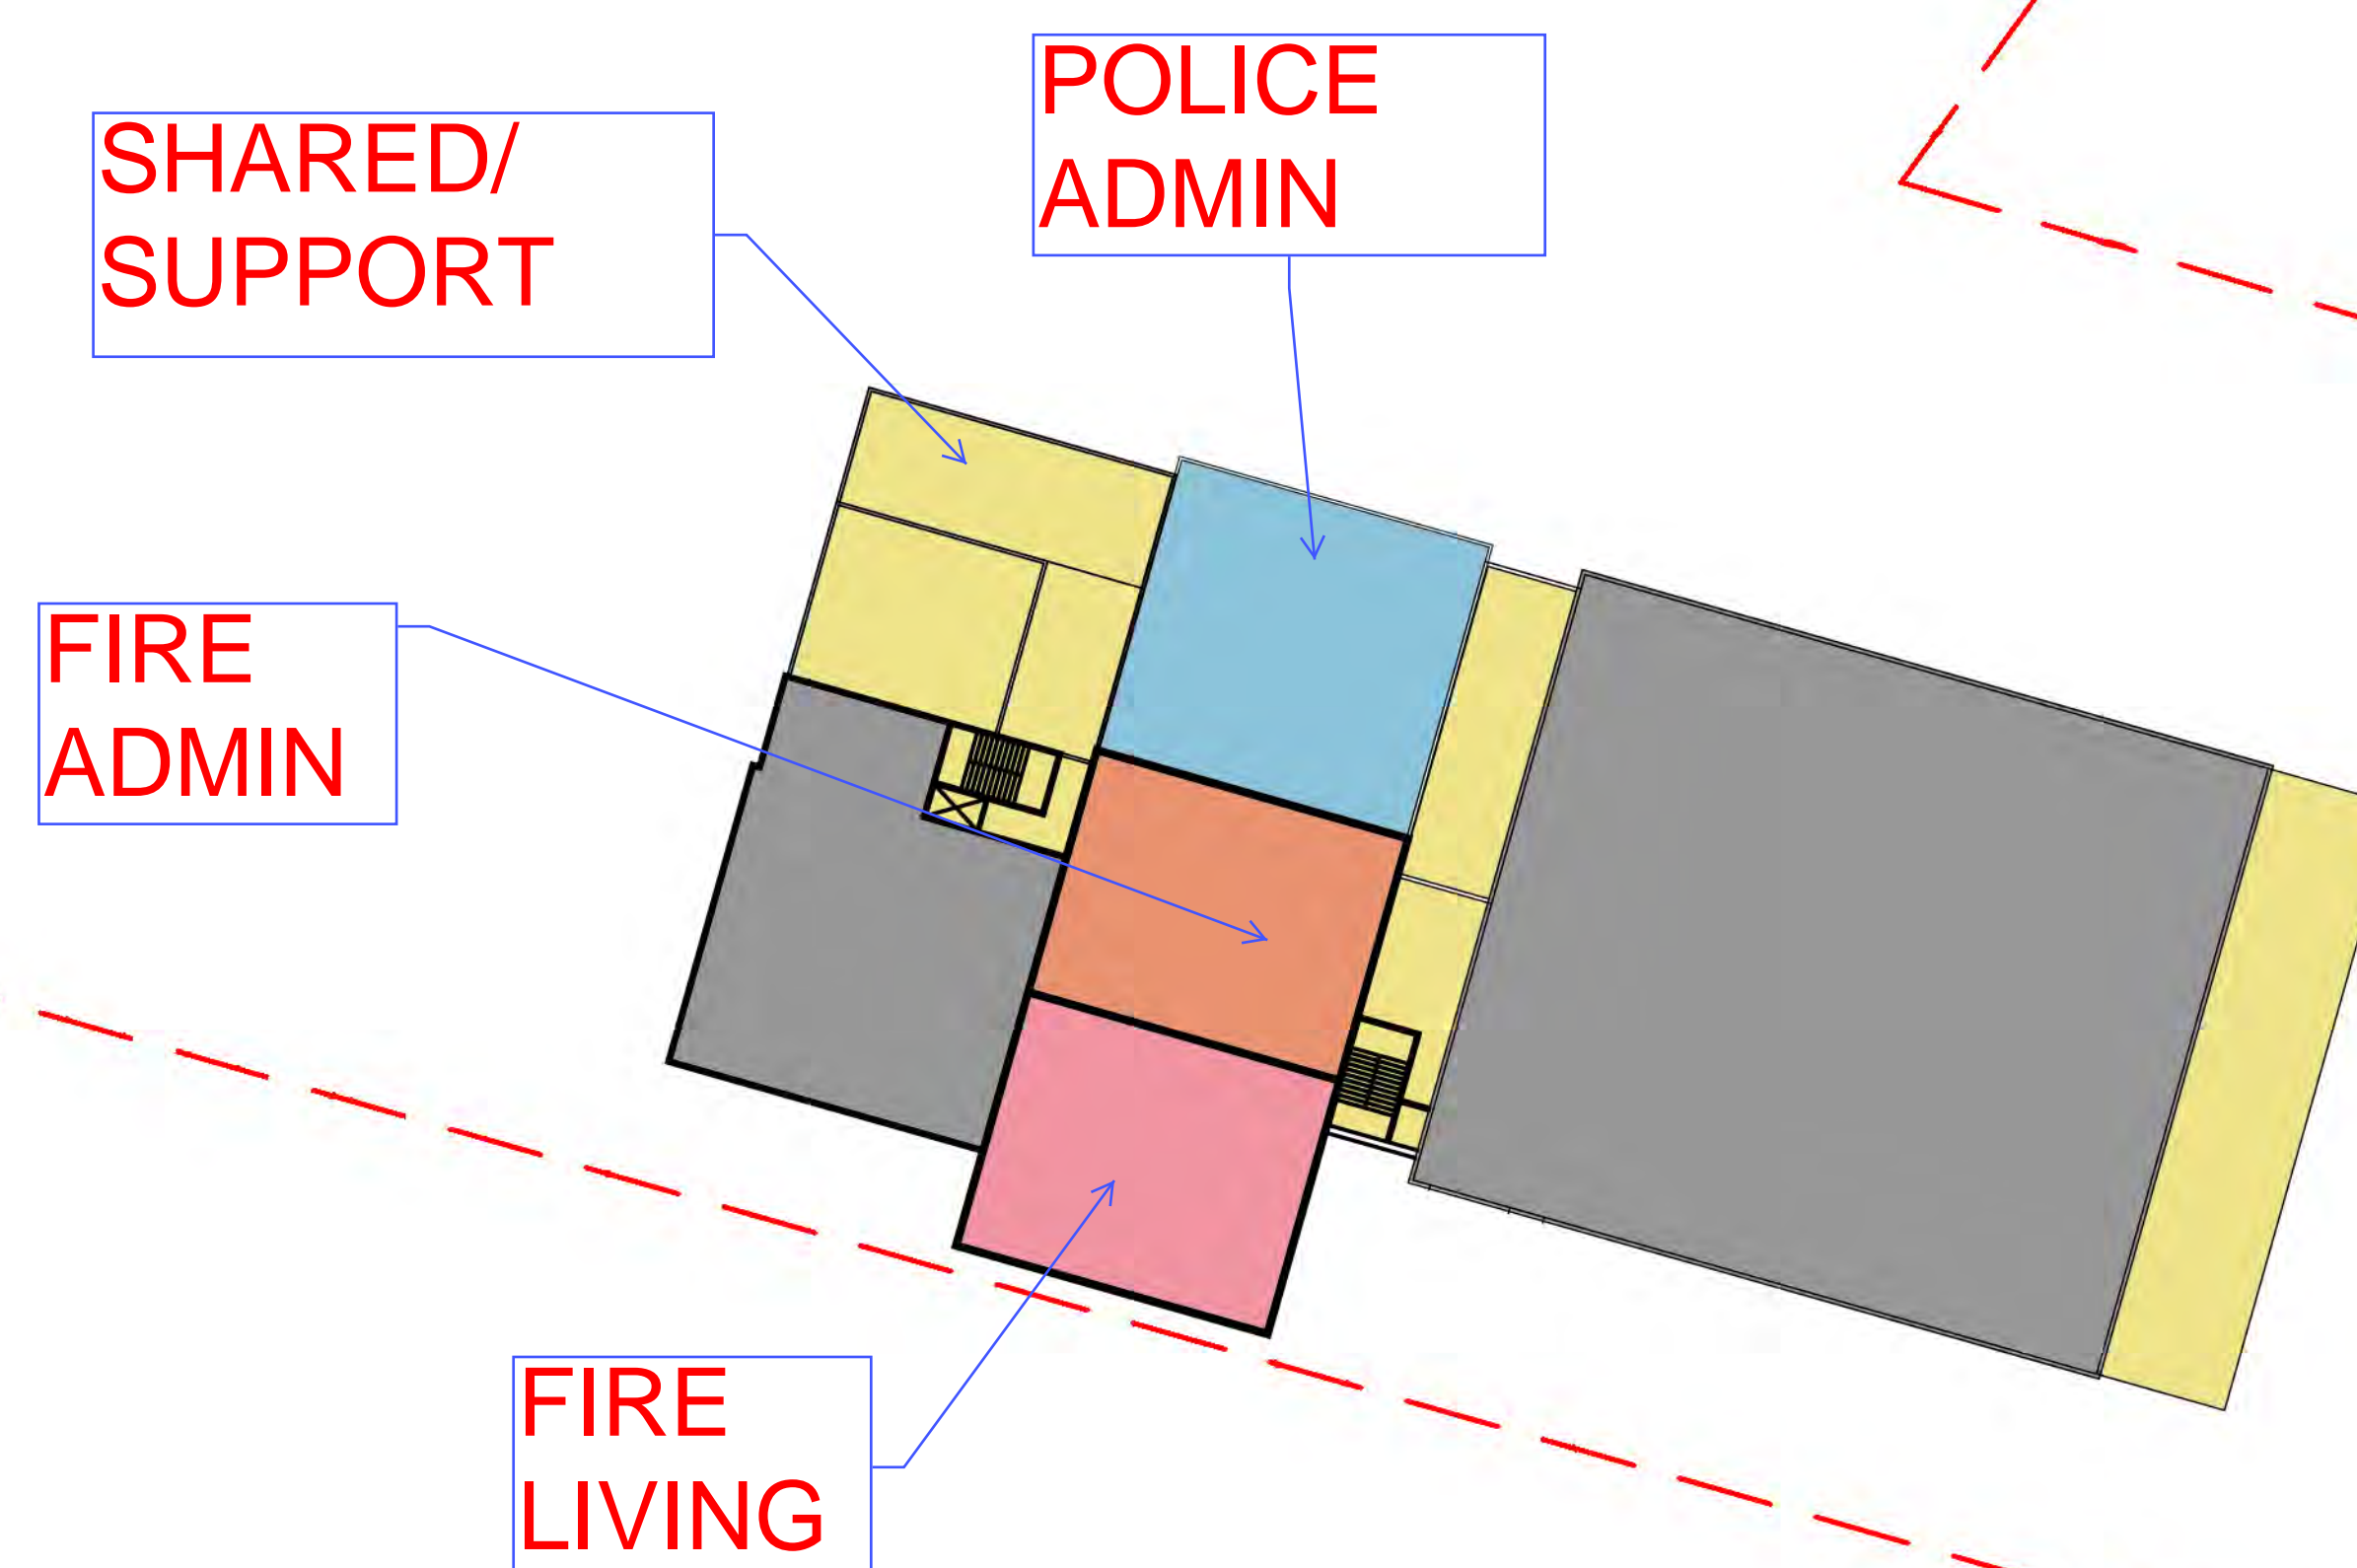 POLICE
ADMIN
SHARED/
SUPPORT
FIRE
ADMIN
FIRE
LIVING